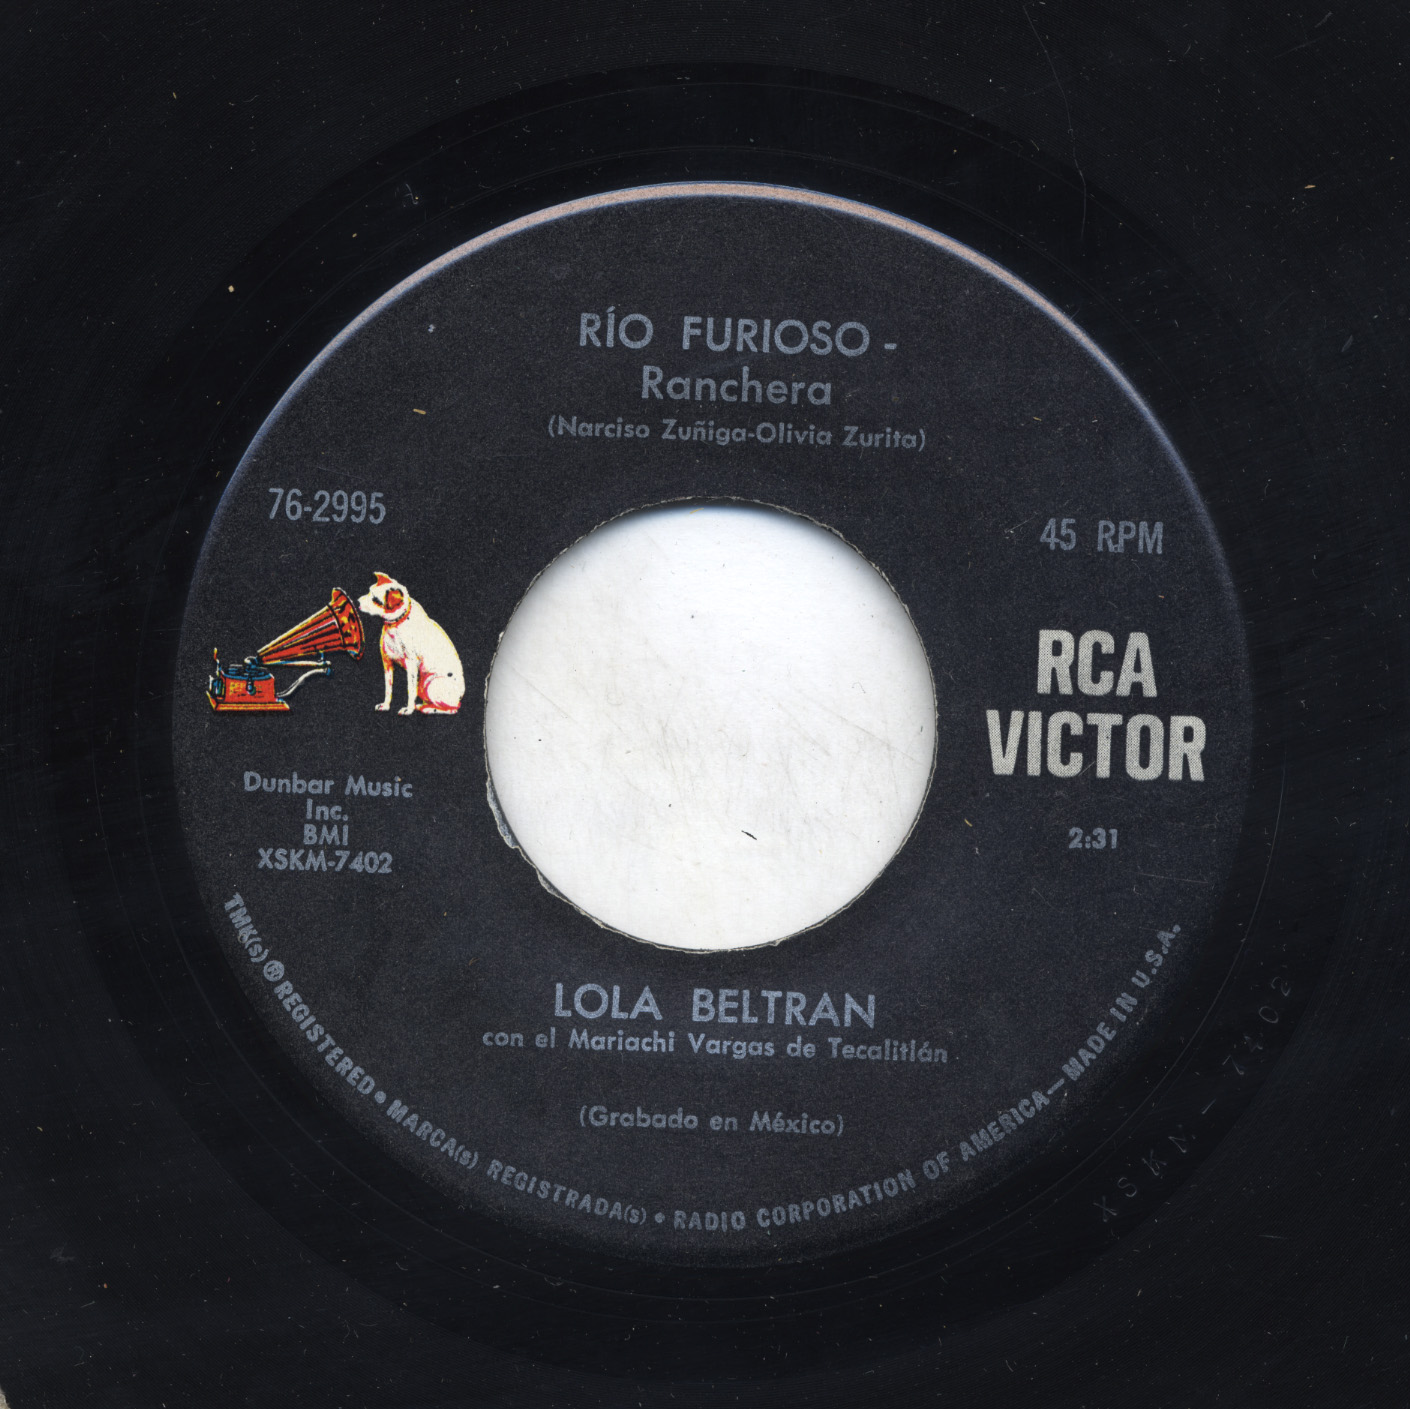 RÍO FURIOSO -
Ranchera
(Narciso Zuñiga-Olivia Zurita)
76-2995
45 RPM
RCA
VICTOR
Dunbar Music
Inc.
BMI
XSKM-7402
2:31
LOLA BELTRAN
con el Mariachi Vargas de Tecalitlán
(Grabado en México)
TMK(s) ® REGISTERED • MARCA(s) REGISTRADA(s) • RADIO CORPORATION OF AMERICA—MADE IN U.S.A.